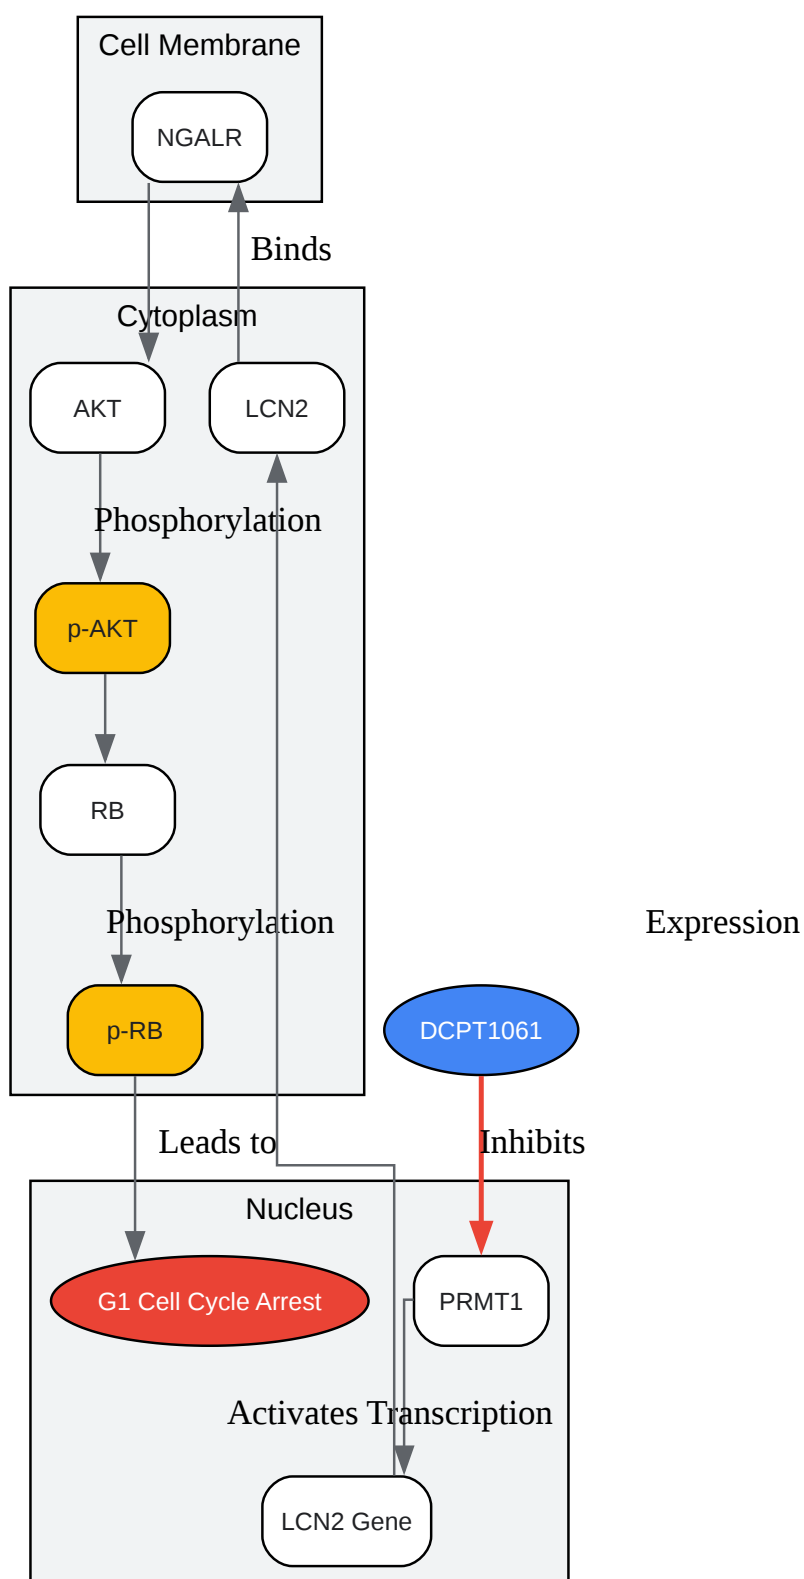 Cell Membrane
NGALR
Binds
Cytoplasm
AKT
LCN2
Phosphorylation
p-AKT
RB
Phosphorylation
Expression
p-RB
DCPT1061
Leads to
Inhibits
Nucleus
G1 Cell Cycle Arrest
PRMT1
Activates Transcription
LCN2 Gene